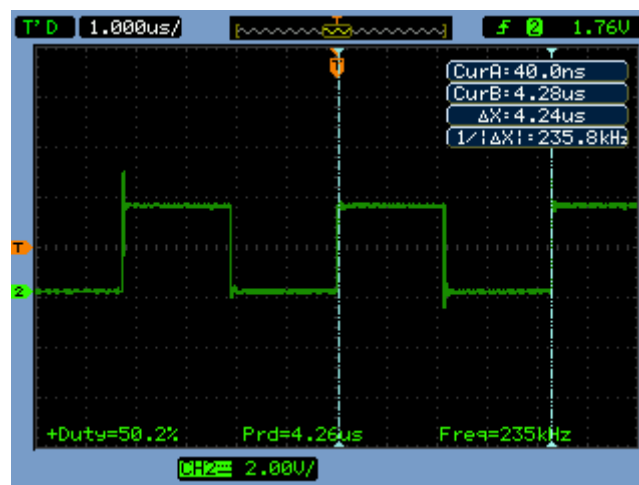 T'D 1.000us/ T 2 1.76V
T
CurA:40.0ns
CurB:4.28us
ΔX:4.24us
1/|ΔX|:235.8kHz
T
2
+Duty=50.2% Prd=4.26us Freq=235kHz
CH2 2.00V/